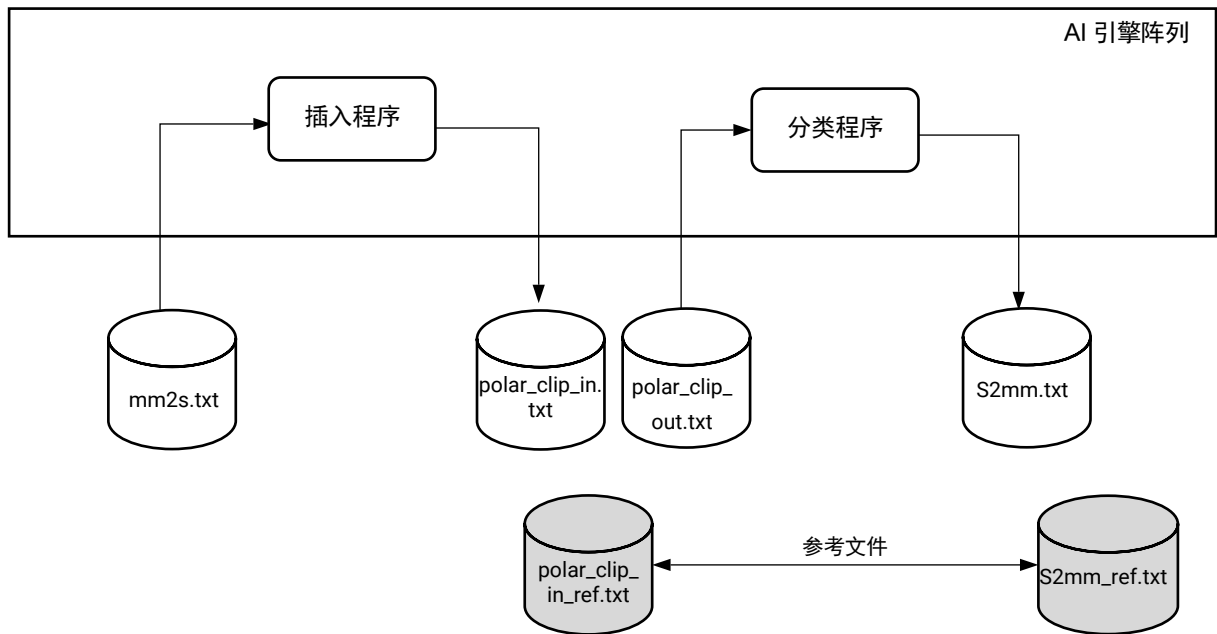 AI 引擎阵列
插入程序
分类程序
mm2s.txt
polar_clip_in.
txt
polar_clip_
out.txt
S2mm.txt
参考文件
polar_clip_
in_ref.txt
S2mm_ref.txt